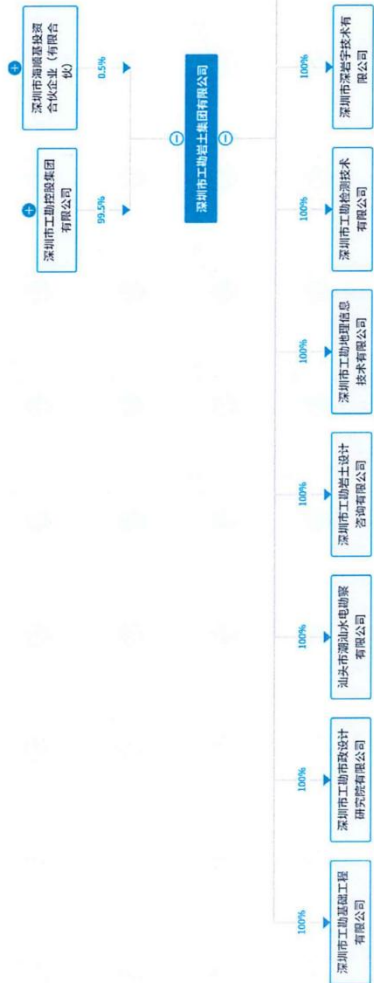 深圳市工勘控股集团
有限公司
深圳市海顺基投资
合伙企业（有限合
伙）
99.5%
0.5%
深圳市工勘岩土集团有限公司
100%
100%
100%
100%
100%
100%
100%
深圳市工勘基础工程
有限公司
深圳市工勘市政设计
研究院有限公司
汕头市潮汕水电勘察
有限公司
深圳市工勘岩土设计
咨询有限公司
深圳市工勘地理信息
技术有限公司
深圳市工勘检测技术
有限公司
深圳市深岩宇技术有
限公司